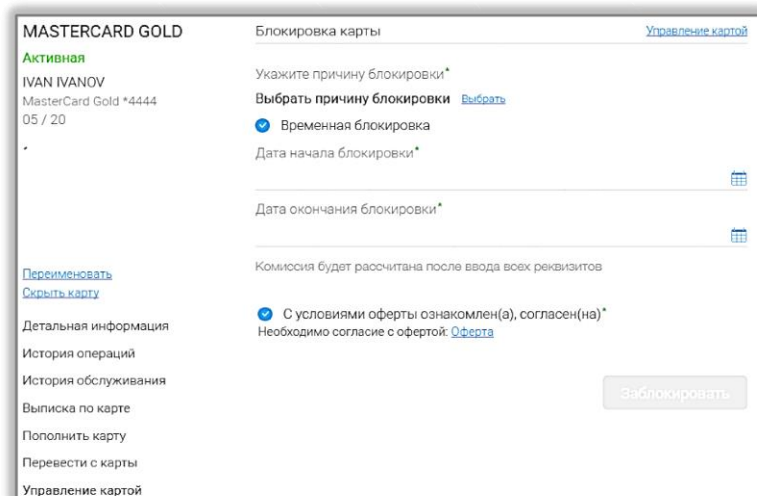 MASTERCARD GOLD
Активная
IVAN IVANOV
MasterCard Gold *4444
05 / 20
Переименовать
Скрыть карту
Детальная информация
История операций
История обслуживания
Выписка по карте
Пополнить карту
Перевести с карты
Управление картой
Блокировка карты
Управление картой
Укажите причину блокировки*
Выбрать причину блокировки Выбрать
Временная блокировка
Дата начала блокировки*
Дата окончания блокировки*
Комиссия будет рассчитана после ввода всех реквизитов
С условиями оферты ознакомлен(а), согласен(на)*
Необходимо согласие с офертой: Оферта
Заблокировать